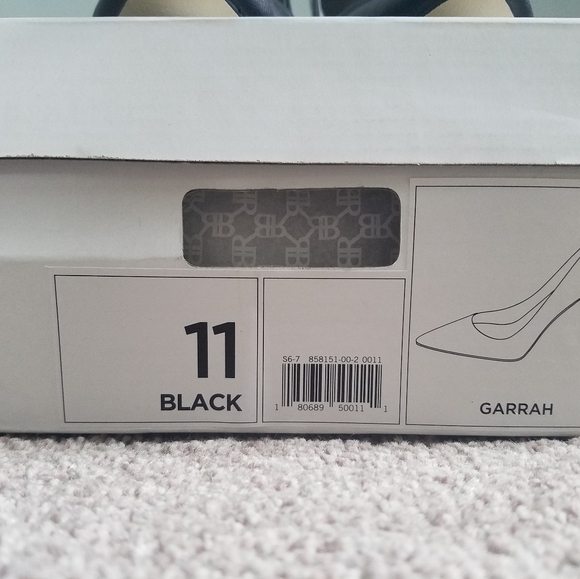 11
BLACK
S6-7 858151-00-2 0011
1 80689 50011 1
GARRAH